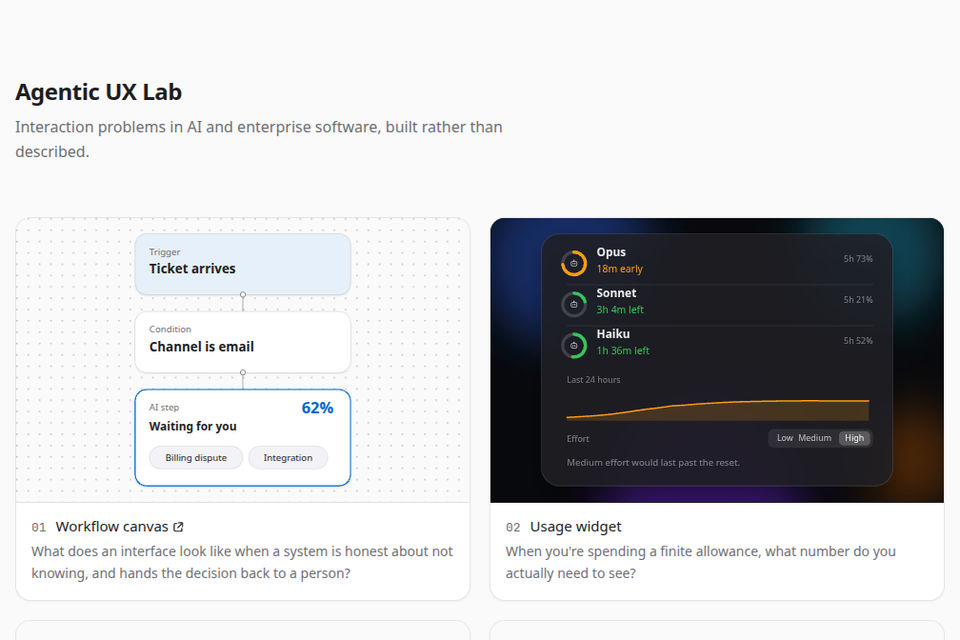 Agentic UX Lab
Interaction problems in AI and enterprise software, built rather than
described.
Trigger
Ticket arrives
Condition
Channel is email
AI step
62%
Waiting for you
Billing dispute
Integration
01 Workflow canvas
What does an interface look like when a system is honest about not
knowing, and hands the decision back to a person?
Opus
18m early
5h 73%
Sonnet
3h 4m left
5h 21%
Haiku
1h 36m left
5h 52%
Last 24 hours
Effort
Low Medium High
Medium effort would last past the reset.
02 Usage widget
When you're spending a finite allowance, what number do you
actually need to see?